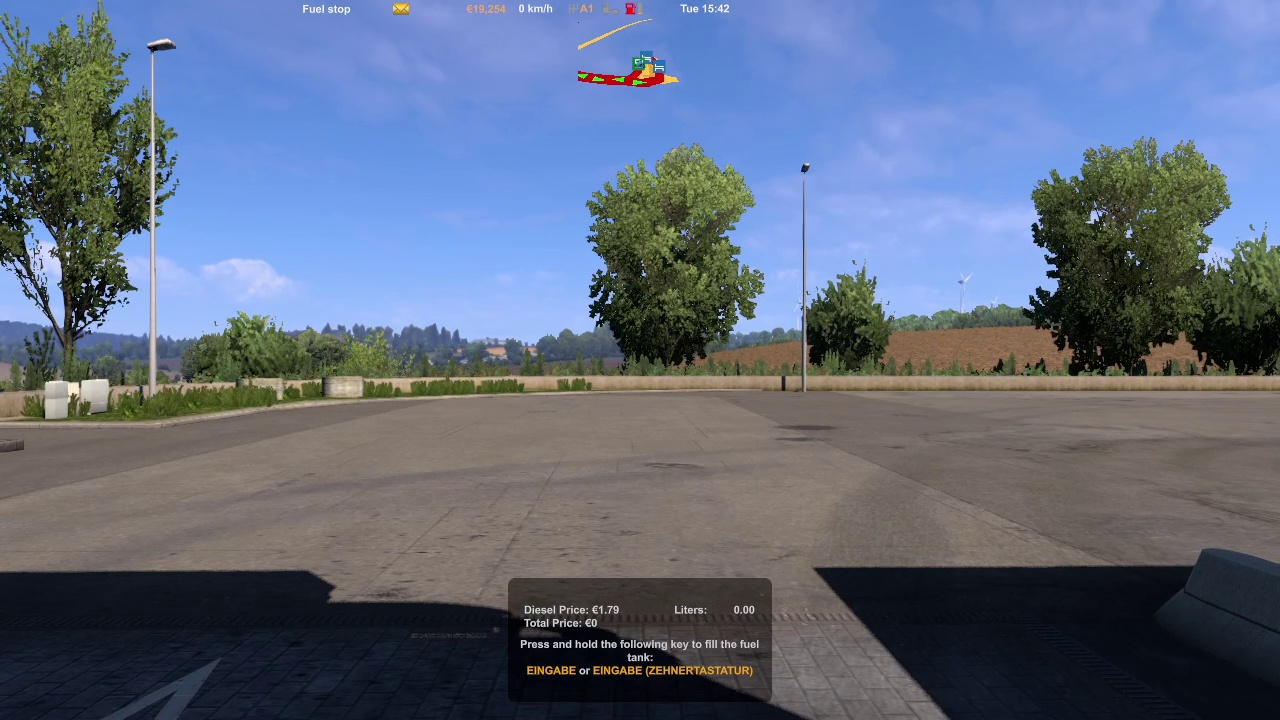 Fuel stop €19,254 0 km/h A1 Tue 15:42
Diesel Price: €1.79 Liters: 0.00
Total Price: €0
Press and hold the following key to fill the fuel
tank:
EINGABE or EINGABE (ZEHNERTASTATUR)